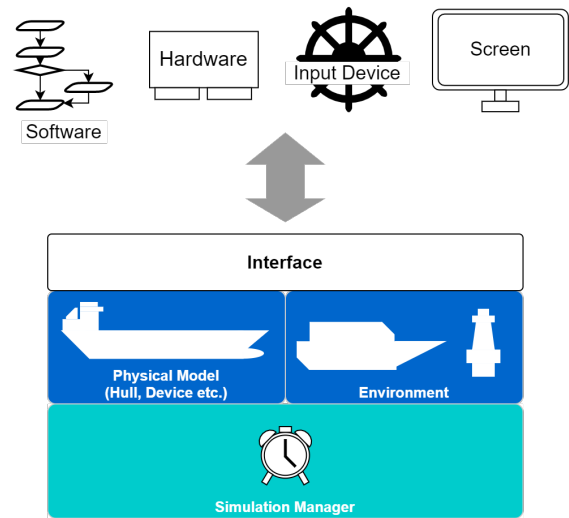 Software
Hardware
Input Device
Screen
Interface
Physical Model
(Hull, Device etc.)
Environment
Simulation Manager